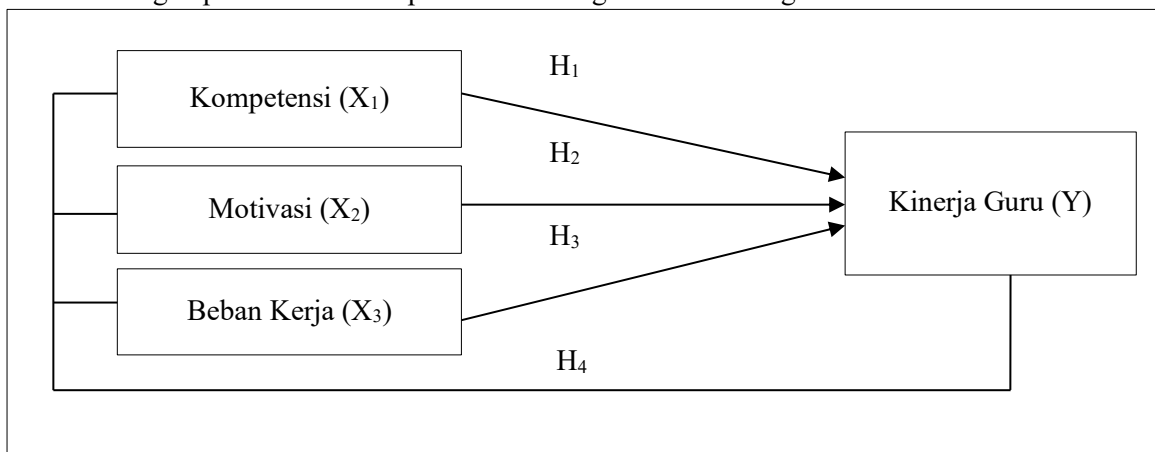 H₁
Kompetensi (X₁)
H₂
Motivasi (X₂)
Kinerja Guru (Y)
H₃
Beban Kerja (X₃)
H₄